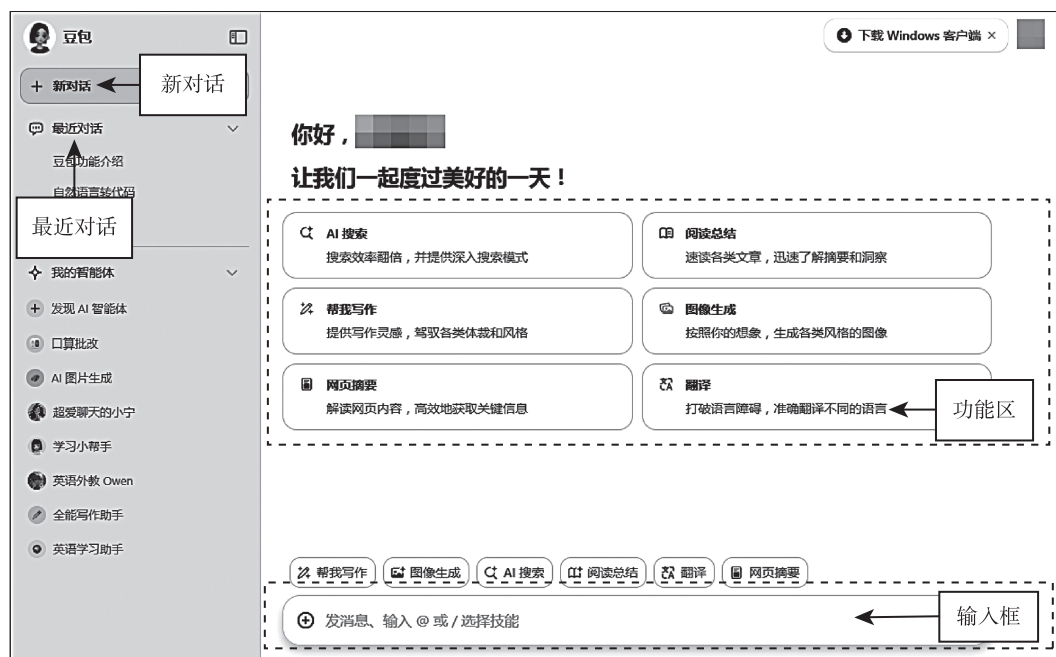 豆包
下载 Windows 客户端 ×
新对话
新对话
最近对话
豆包功能介绍
自然语言转代码
最近对话
我的智能体
发现 AI 智能体
口算批改
AI 图片生成
超爱聊天的小宁
学习小帮手
英语外教 Owen
全能写作助手
英语学习助手
你好，
让我们一起度过美好的一天！
AI 搜索
搜索效率翻倍，并提供深入搜索模式
阅读总结
速读各类文章，迅速了解摘要和洞察
帮我写作
提供写作灵感，驾驭各类体裁和风格
图像生成
按照你的想象，生成各类风格的图像
网页摘要
解读网页内容，高效地获取关键信息
翻译
打破语言障碍，准确翻译不同的语言
功能区
帮我写作 图像生成 AI 搜索 阅读总结 翻译 网页摘要
发消息、输入 @ 或 / 选择技能
输入框